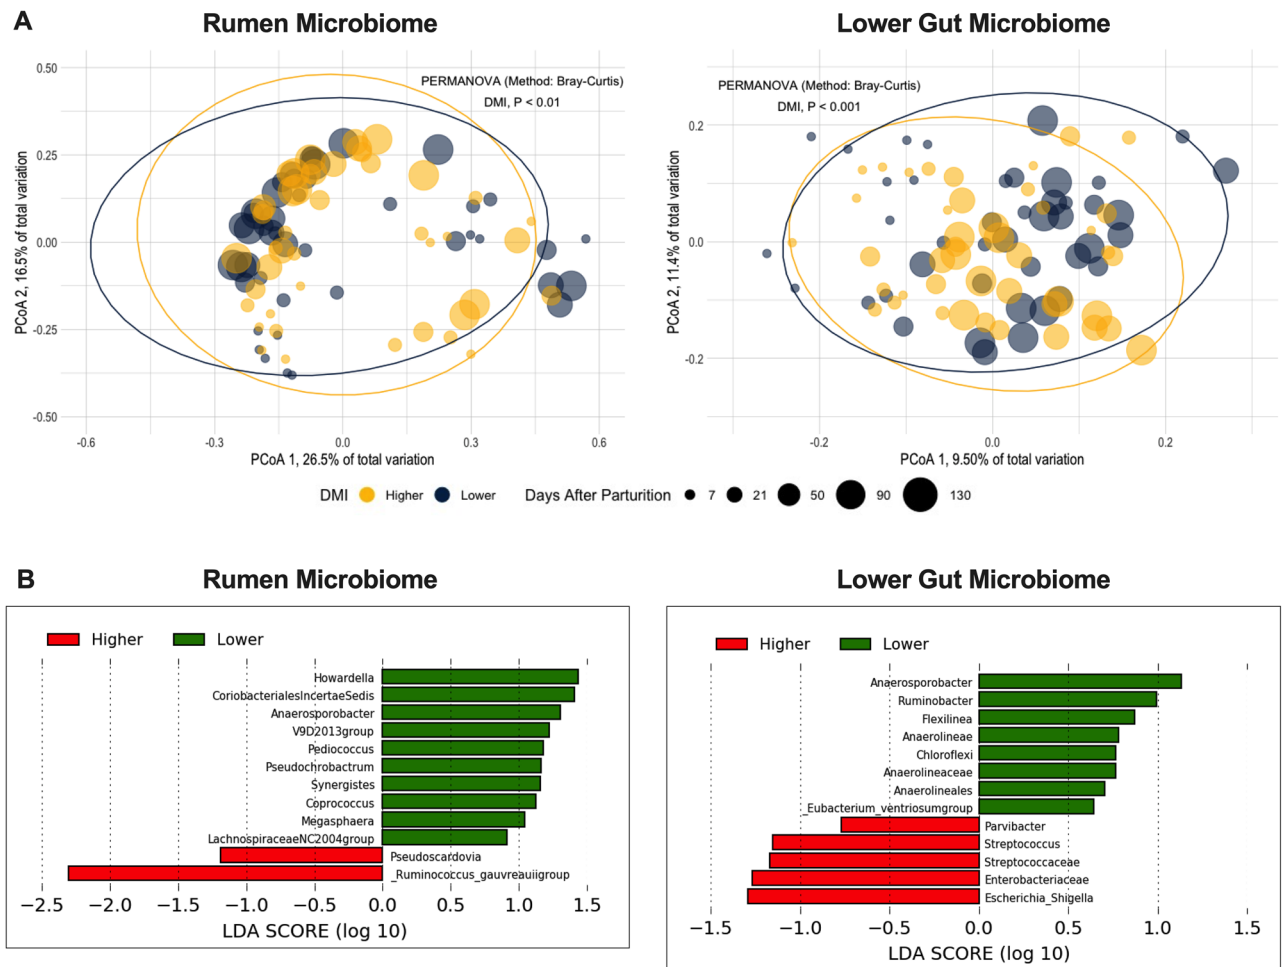 A
Rumen Microbiome
Lower Gut Microbiome
PERMANOVA (Method: Bray-Curtis)
DMI, P < 0.01
PCoA 2, 16.5% of total variation
0.50
0.25
0.00
-0.25
-0.50
-0.6
-0.3
0.0
0.3
0.6
PCoA 1, 26.5% of total variation
PERMANOVA (Method: Bray-Curtis)
DMI, P < 0.001
PCoA 2, 11.4% of total variation
0.2
0.0
-0.2
-0.2
0.0
0.2
PCoA 1, 9.50% of total variation
DMI Higher Lower Days After Parturition 7 21 50 90 130
B
Rumen Microbiome
Lower Gut Microbiome
Higher Lower
Howardella
CoriobacterialesIncertaeSedis
Anaerosporobacter
V9D2013group
Pediococcus
Pseudochrobactrum
Synergistes
Coprococcus
Megasphaera
LachnospiraceaeNC2004group
Pseudoscardovia
_Ruminococcus_gauvreauiigroup
−2.5 −2.0 −1.5 −1.0 −0.5 0.0 0.5 1.0 1.5
LDA SCORE (log 10)
Higher Lower
Anaerosporobacter
Ruminobacter
Flexilinea
Anaerolineae
Chloroflexi
Anaerolineaceae
Anaerolineales
_Eubacterium_ventriosumgroup
Parvibacter
Streptococcus
Streptococcaceae
Enterobacteriaceae
Escherichia_Shigella
−1.5 −1.0 −0.5 0.0 0.5 1.0 1.5
LDA SCORE (log 10)